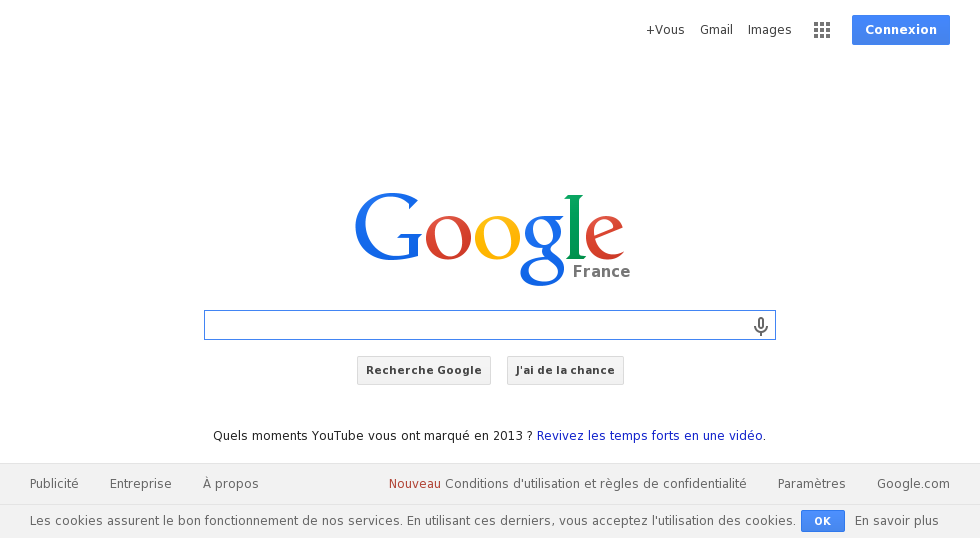 +Vous Gmail Images Connexion
Google
France
Recherche Google J'ai de la chance
Quels moments YouTube vous ont marqué en 2013 ? Revivez les temps forts en une vidéo.
Publicité Entreprise À propos Nouveau Conditions d'utilisation et règles de confidentialité Paramètres Google.com
Les cookies assurent le bon fonctionnement de nos services. En utilisant ces derniers, vous acceptez l'utilisation des cookies. OK En savoir plus